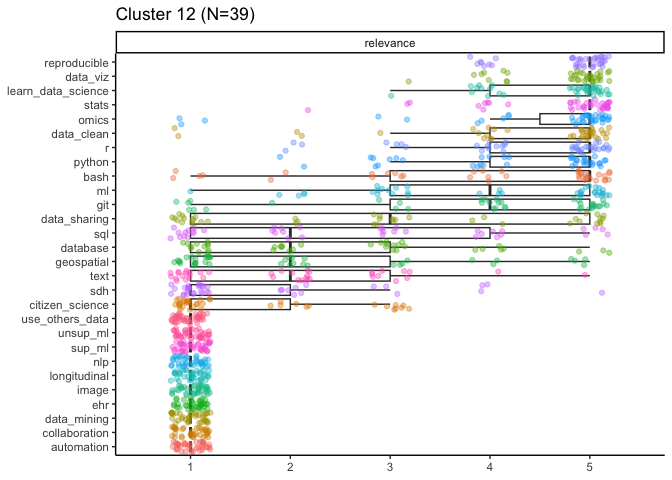 Cluster 12 (N=39)
relevance
reproducible
data_viz
learn_data_science
stats
omics
data_clean
r
python
bash
ml
git
data_sharing
sql
database
geospatial
text
sdh
citizen_science
use_others_data
unsup_ml
sup_ml
nlp
longitudinal
image
ehr
data_mining
collaboration
automation
1 2 3 4 5